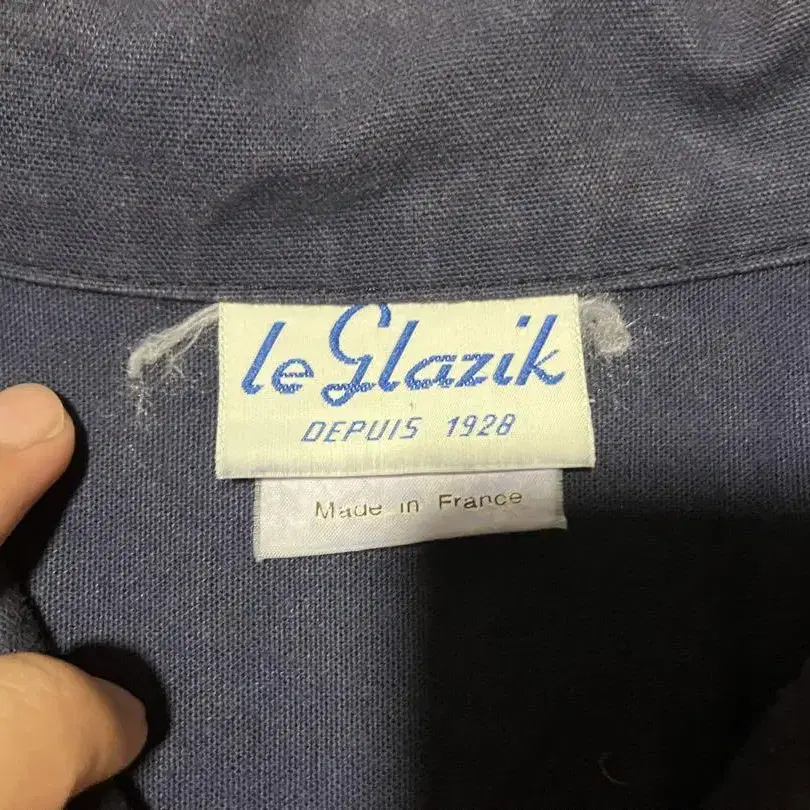 le Glazik
DEPUIS 1928
Made in France